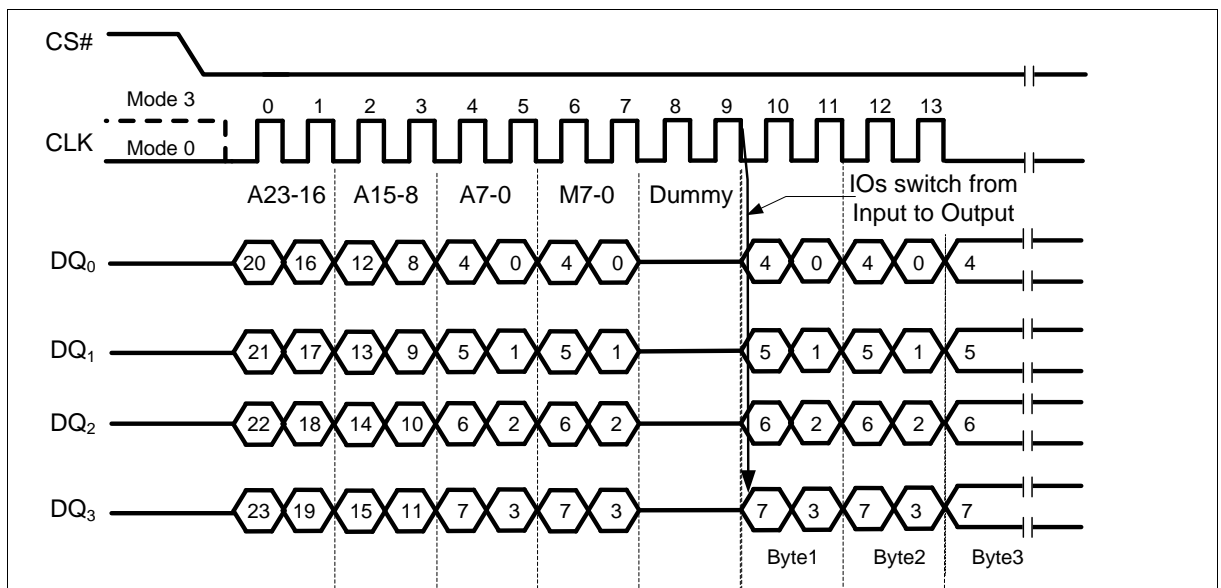 CS#
Mode 3
0 1 2 3 4 5 6 7 8 9 10 11 12 13
CLK
Mode 0
A23-16 A15-8 A7-0 M7-0 Dummy
IOs switch from
Input to Output
DQ0 20 16 12 8 4 0 4 0 4 0 4 0 4
DQ1 21 17 13 9 5 1 5 1 5 1 5 1 5
DQ2 22 18 14 10 6 2 6 2 6 2 6 2 6
DQ3 23 19 15 11 7 3 7 3 7 3 7 3 7
Byte1 Byte2 Byte3